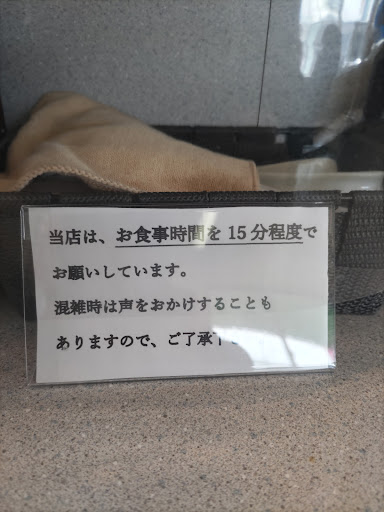 当店は、お食事時間を 15 分程度で
お願いしています。
混雑時は声をおかけすることも
ありますので、ご了承